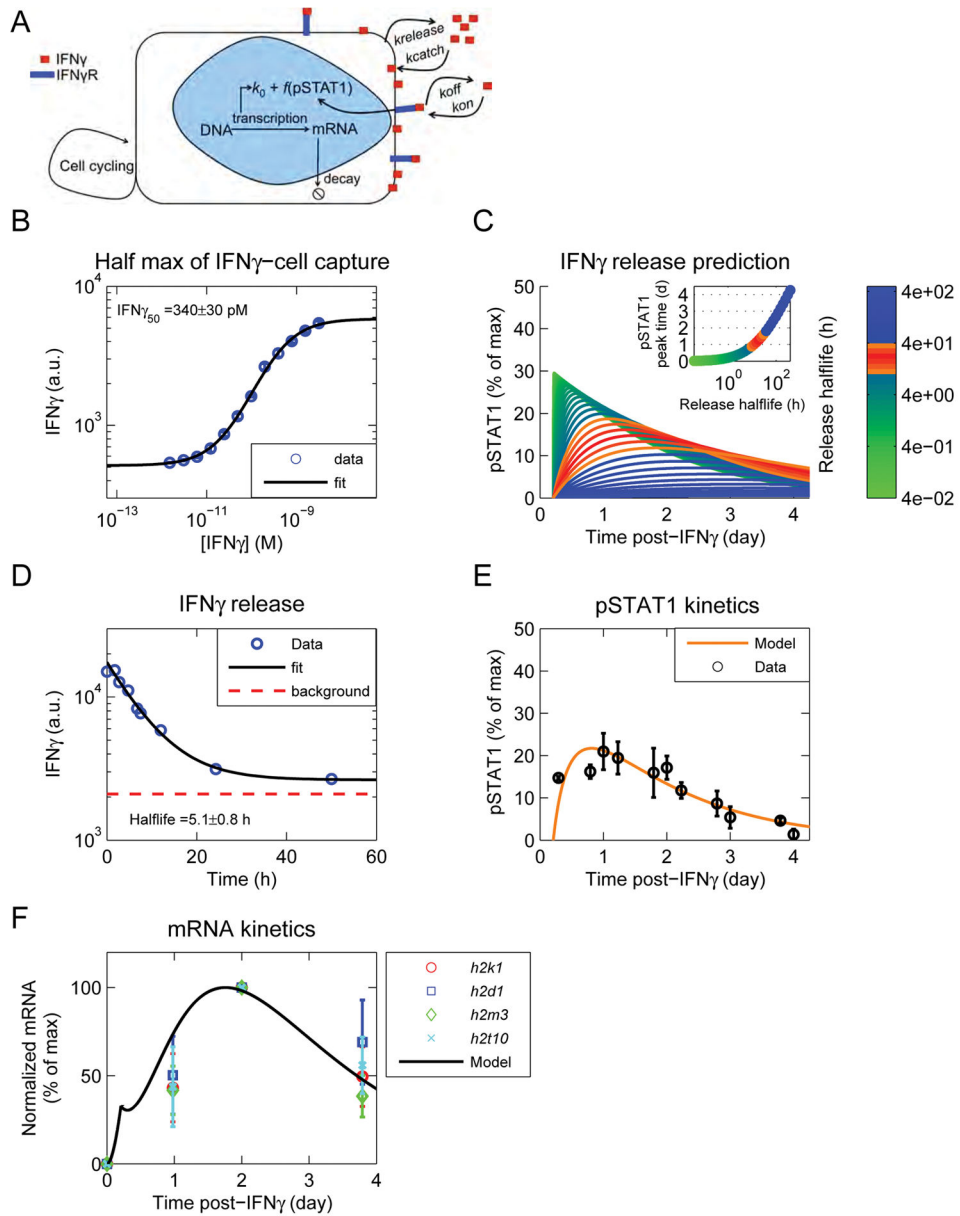 A
IFNγ
IFNγR
krelease
kcatch
koff
kon
k0 + f(pSTAT1)
transcription
DNA
mRNA
decay
Cell cycling
B
Half max of IFNγ−cell capture
IFNγ50 =340±30 pM
IFNγ (a.u.)
10^4
10^3
data
fit
10^−13
10^−11
10^−9
[IFNγ] (M)
C
IFNγ release prediction
pSTAT1 (% of max)
50
40
30
20
10
0
0
1
2
3
4
Time post−IFNγ (day)
pSTAT1
peak time (d)
4
3
2
1
0
10^0
10^2
Release halflife (h)
4e+02
4e+01
4e+00
4e−01
4e−02
Release halflife (h)
D
IFNγ release
IFNγ (a.u.)
10^4
10^3
Data
fit
background
Halflife =5.1±0.8 h
0
20
40
60
Time (h)
E
pSTAT1 kinetics
pSTAT1 (% of max)
50
40
30
20
10
0
Model
Data
0
1
2
3
4
Time post−IFNγ (day)
F
mRNA kinetics
Normalized mRNA
(% of max)
100
50
0
0
1
2
3
4
Time post−IFNγ (day)
h2k1
h2d1
h2m3
h2t10
Model